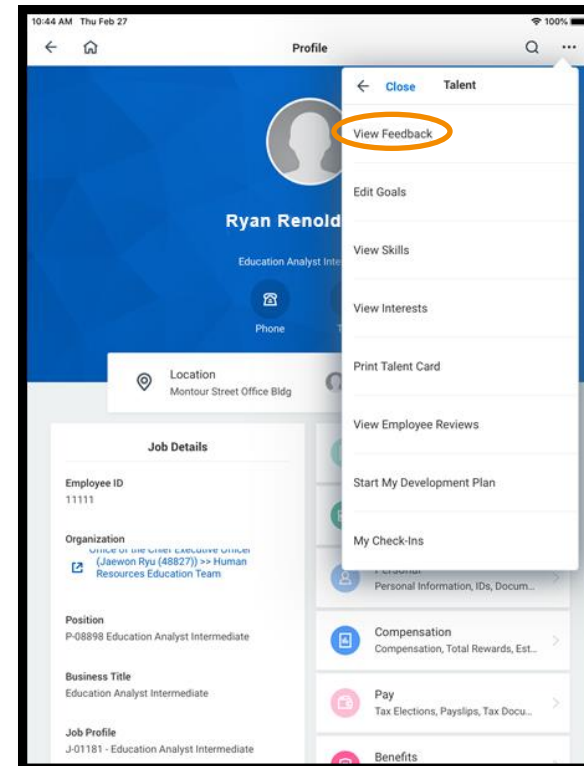 10:44 AM Thu Feb 27
100%
Profile
Close Talent
View Feedback
Edit Goals
View Skills
View Interests
Print Talent Card
View Employee Reviews
Start My Development Plan
My Check-Ins
Ryan Renold
Education Analyst Inte
Phone
T
Location
Montour Street Office Bldg
Job Details
Employee ID
11111
Organization
Office of the Chief Executive Officer
(Jaewon Ryu (48827)) >> Human
Resources Education Team
Position
P-08898 Education Analyst Intermediate
Business Title
Education Analyst Intermediate
Job Profile
J-01181 - Education Analyst Intermediate
Personal
Personal Information, IDs, Docum...
Compensation
Compensation, Total Rewards, Est...
Pay
Tax Elections, Payslips, Tax Docu...
Benefits